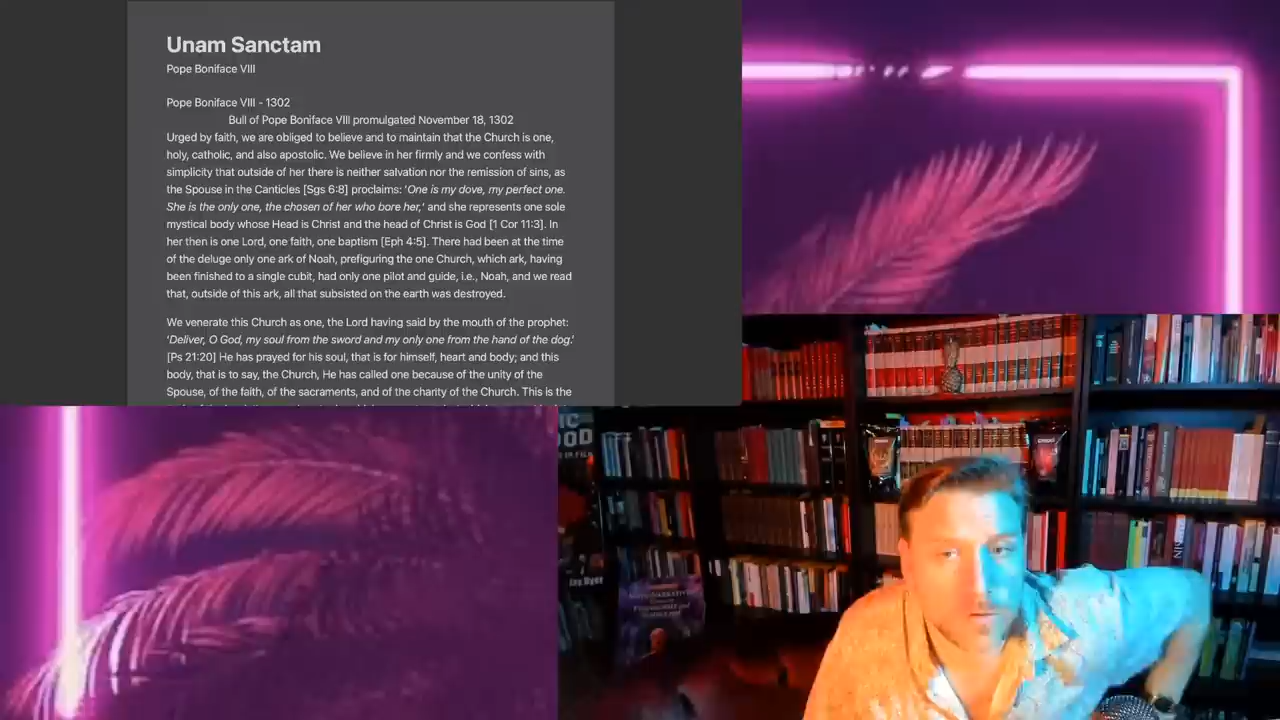 Unam Sanctam
Pope Boniface VIII
Pope Boniface VIII - 1302
Bull of Pope Boniface VIII promulgated November 18, 1302
Urged by faith, we are obliged to believe and to maintain that the Church is one,
holy, catholic, and also apostolic. We believe in her firmly and we confess with
simplicity that outside of her there is neither salvation nor the remission of sins, as
the Spouse in the Canticles [Sgs 6:8] proclaims: 'One is my dove, my perfect one.
She is the only one, the chosen of her who bore her,' and she represents one sole
mystical body whose Head is Christ and the head of Christ is God [1 Cor 11:3]. In
her then is one Lord, one faith, one baptism [Eph 4:5]. There had been at the time
of the deluge only one ark of Noah, prefiguring the one Church, which ark, having
been finished to a single cubit, had only one pilot and guide, i.e., Noah, and we read
that, outside of this ark, all that subsisted on the earth was destroyed.
We venerate this Church as one, the Lord having said by the mouth of the prophet:
'Deliver, O God, my soul from the sword and my only one from the hand of the dog.'
[Ps 21:20] He has prayed for his soul, that is for himself, heart and body; and this
body, that is to say, the Church, He has called one because of the unity of the
Spouse, of the faith, of the sacraments, and of the charity of the Church. This is the
Jay Dyer